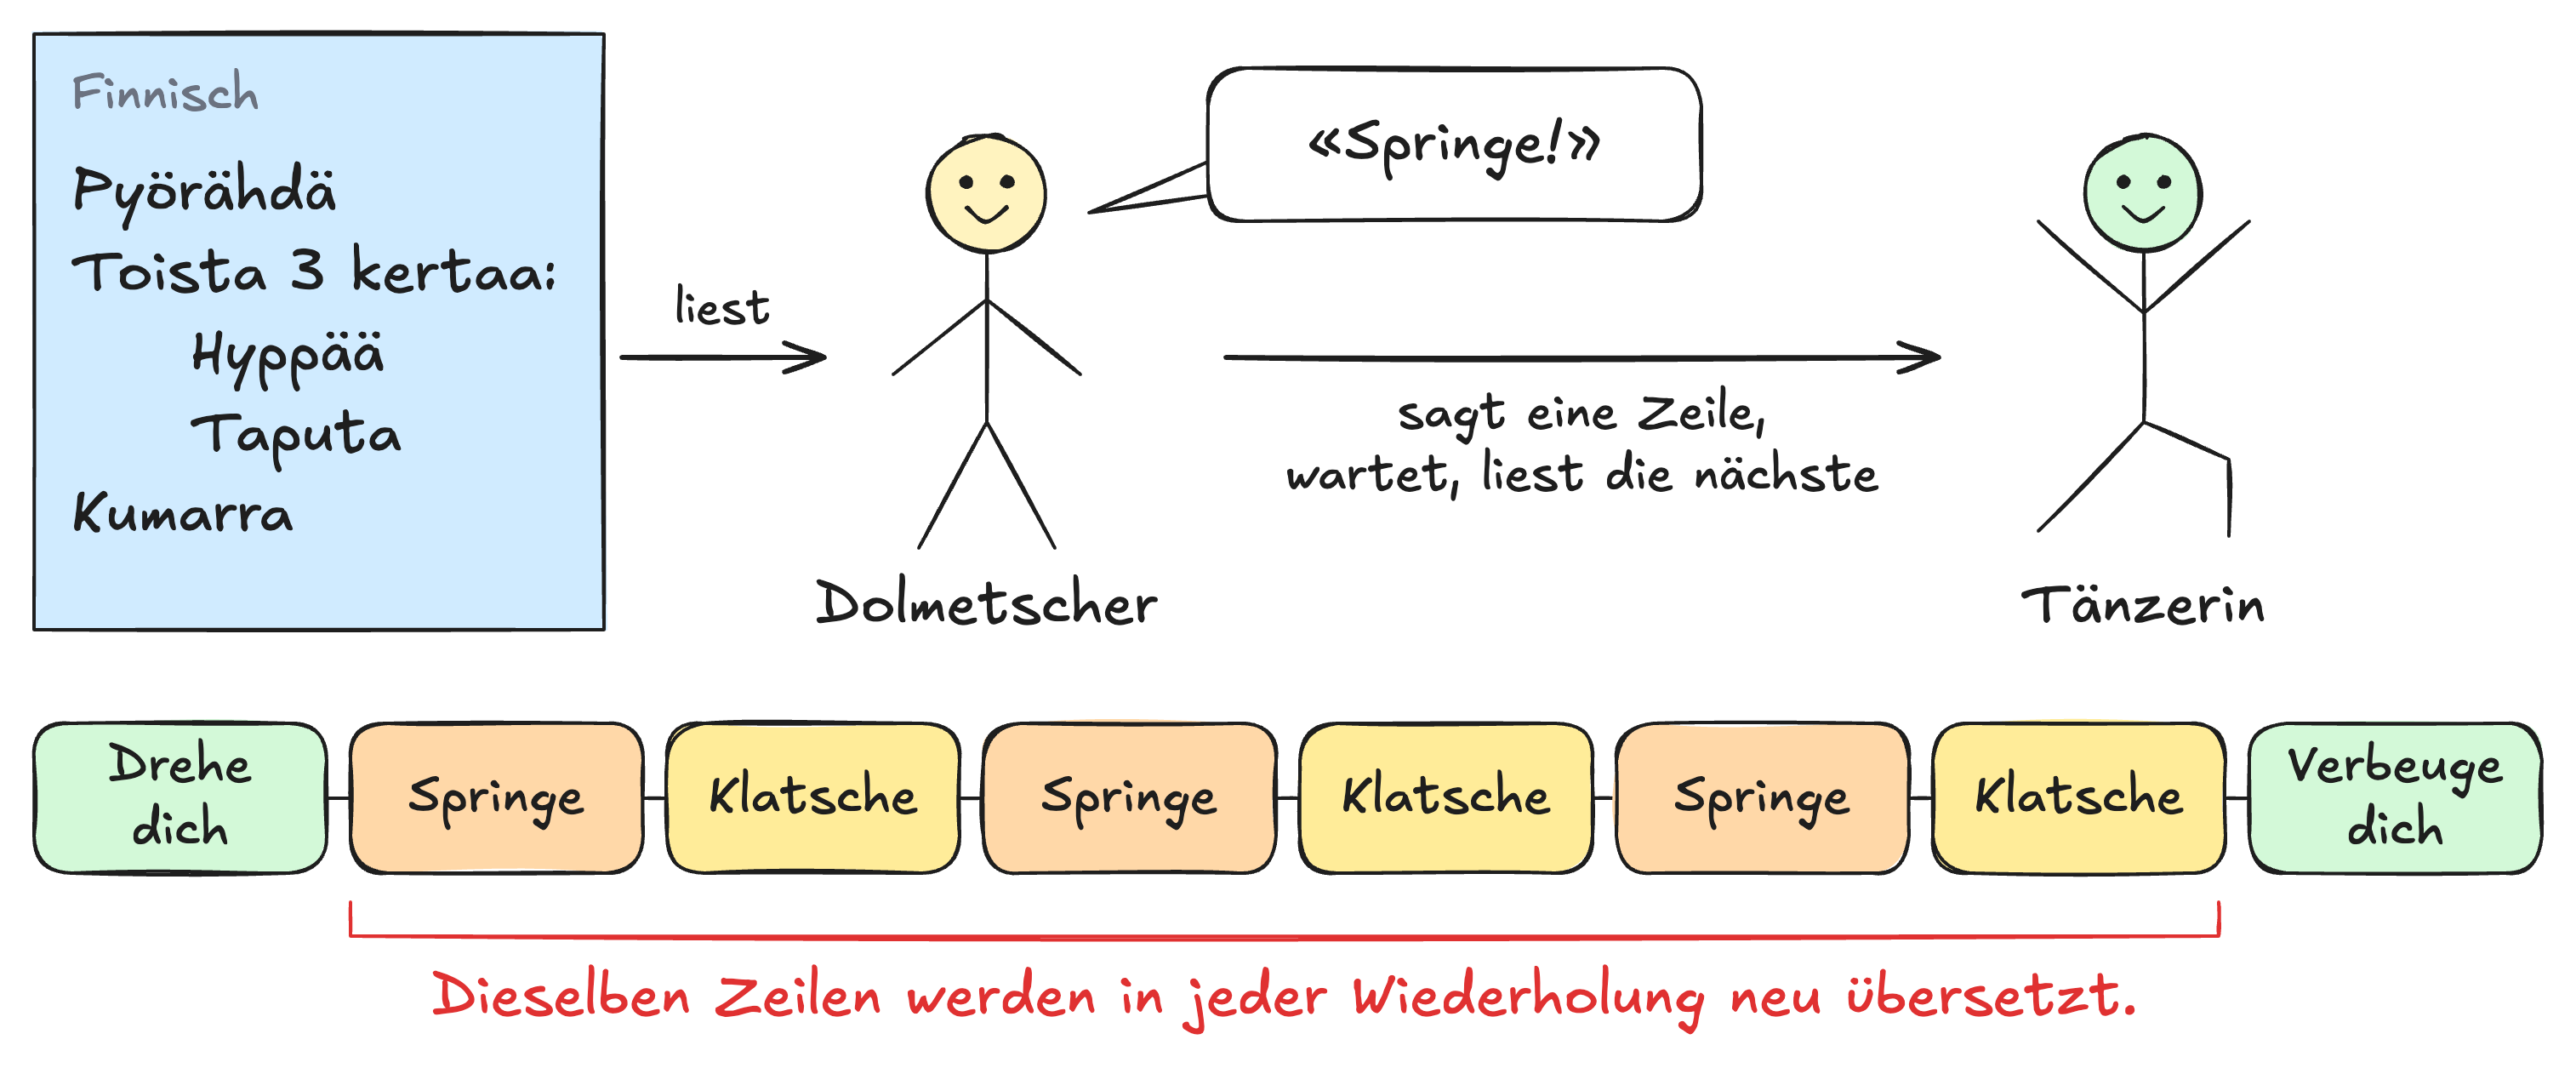 Finnisch
Pyörähdä
Toista 3 kertaa:
Hyppää
Taputa
Kumarra
liest
«Springe!»
sagt eine Zeile,
wartet, liest die nächste
Dolmetscher
Tänzerin
Drehe
dich
Springe
Klatsche
Springe
Klatsche
Springe
Klatsche
Verbeuge
dich
Dieselben Zeilen werden in jeder Wiederholung neu übersetzt.